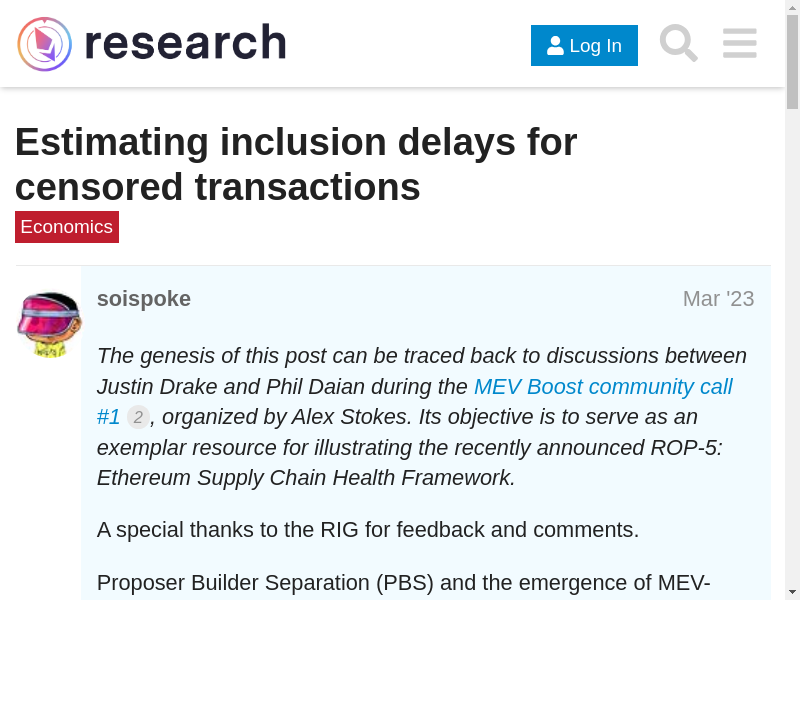 research
Log In
Estimating inclusion delays for
censored transactions
Economics
soispoke
Mar '23
The genesis of this post can be traced back to discussions between
Justin Drake and Phil Daian during the MEV Boost community call
#1 2, organized by Alex Stokes. Its objective is to serve as an
exemplar resource for illustrating the recently announced ROP-5:
Ethereum Supply Chain Health Framework.
A special thanks to the RIG for feedback and comments.
Proposer Builder Separation (PBS) and the emergence of MEV-